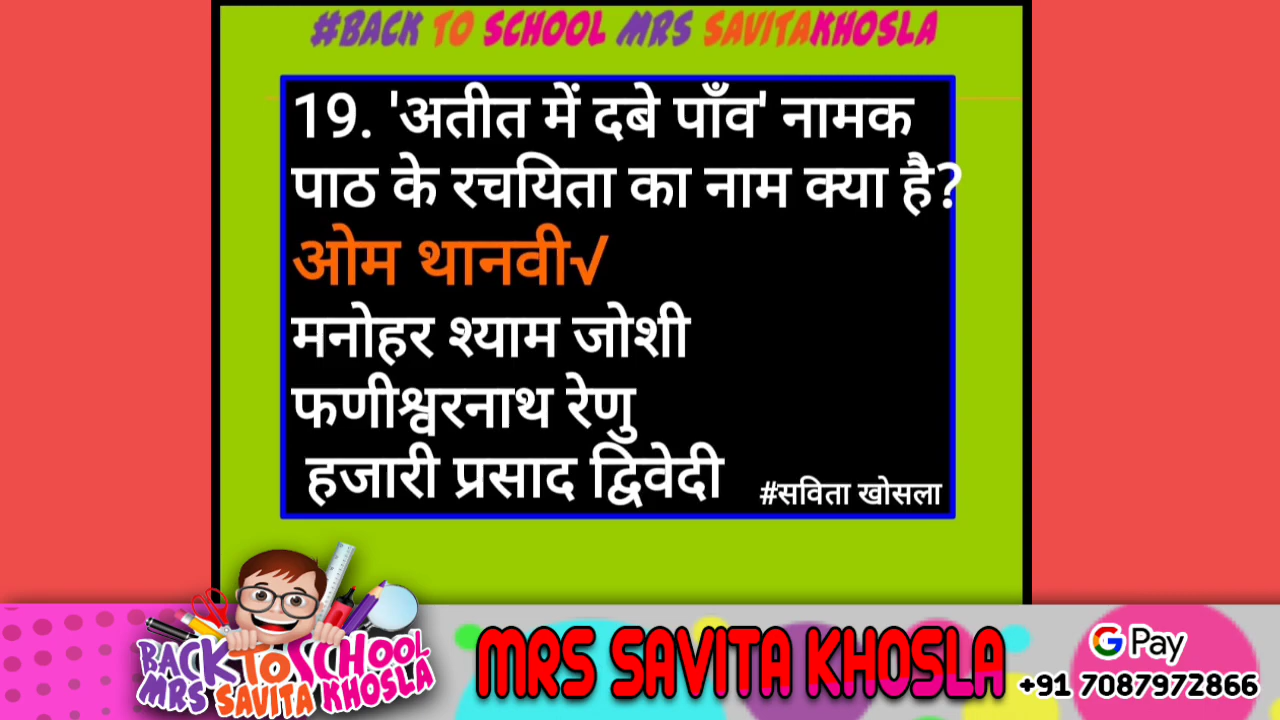 #BACK TO SCHOOL MRS SAVITAKHOSLA
19. 'अतीत में दबे पाँव' नामक
पाठ के रचयिता का नाम क्या है?
ओम थानवी√
मनोहर श्याम जोशी
फणीश्वरनाथ रेणु
हजारी प्रसाद द्विवेदी
#सविता खोसला
BACK TO SCHOOL
MRS SAVITA KHOSLA
MRS SAVITA KHOSLA
G Pay
+91 7087972866